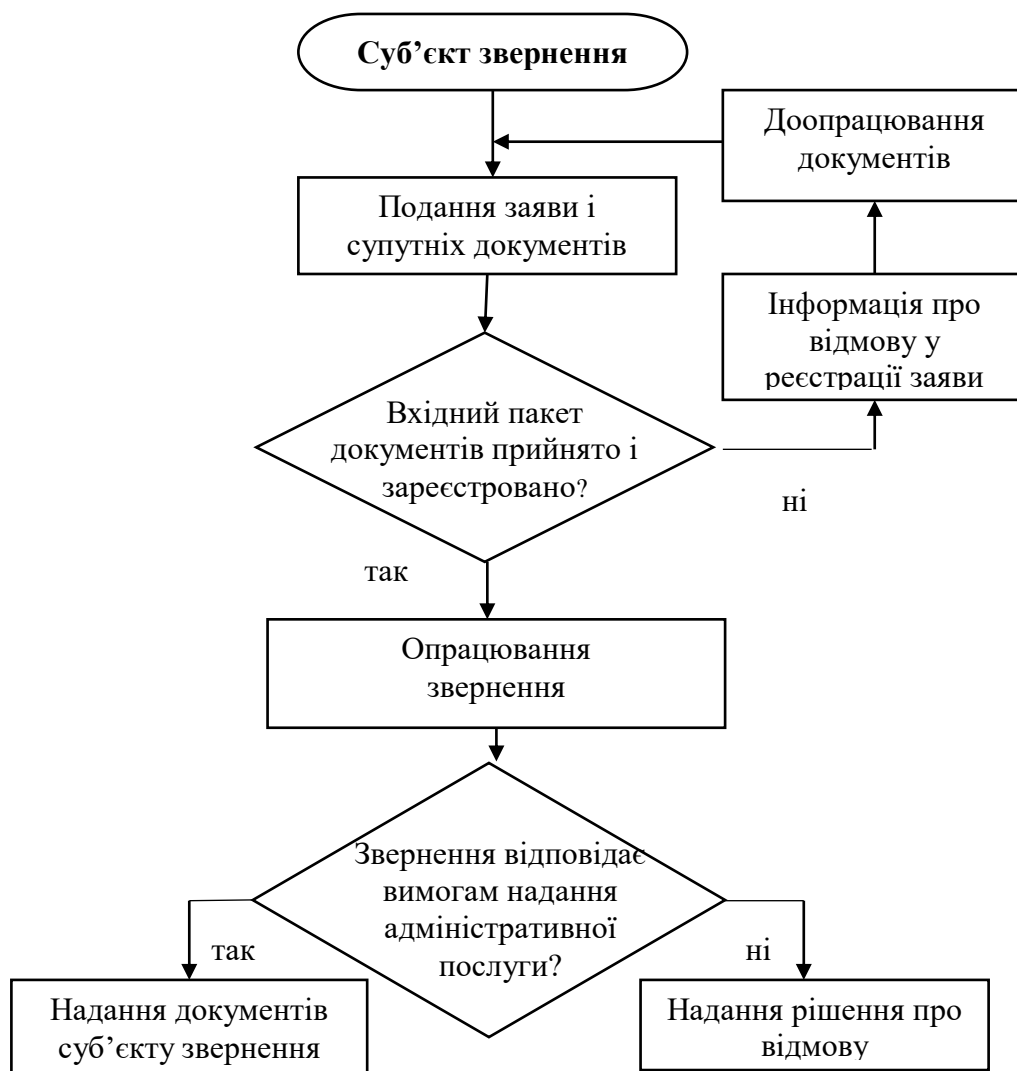 Суб’єкт звернення
Доопрацювання
документів
Подання заяви і
супутніх документів
Інформація про
відмову у
реєстрації заяви
Вхідний пакет
документів прийнято і
зареєстровано?
ні
так
Опрацювання
звернення
Звернення відповідає
вимогам надання
адміністративної
послуги?
так
ні
Надання документів
суб’єкту звернення
Надання рішення про
відмову